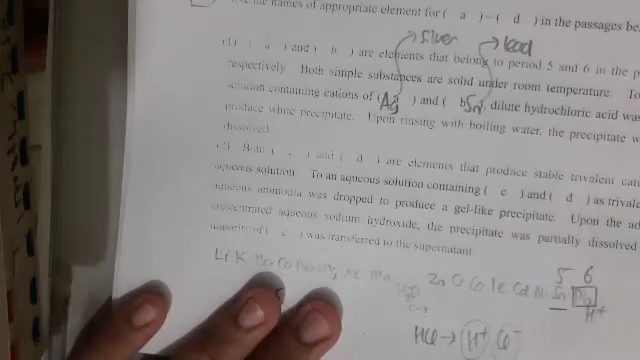 the names of appropriate element for ( a ) – ( d ) in the passages be
silver
lead
(1) ( a ) and ( b ) are elements that belong to period 5 and 6 in the p
respectively. Both simple substances are solid under room temperature. To
solution containing cations of ( Ag ) and ( b Sn , dilute hydrochloric acid was
produce white precipitate. Upon rinsing with boiling water, the precipitate w
dissolved.
(2) Both ( ) and ( d ) are elements that produce stable trivalent cat
aqueous solution. To an aqueous solution containing ( c ) and ( d ) as trivale
aqueous ammonia was dropped to produce a gel-like precipitate. Upon the ad
concentrated aqueous sodium hydroxide, the precipitate was partially dissolved
majority of ( c ) was transferred to the supernatant.
5 6
Li K Zn Fe Sn
H+
HCl → H+ Cl-